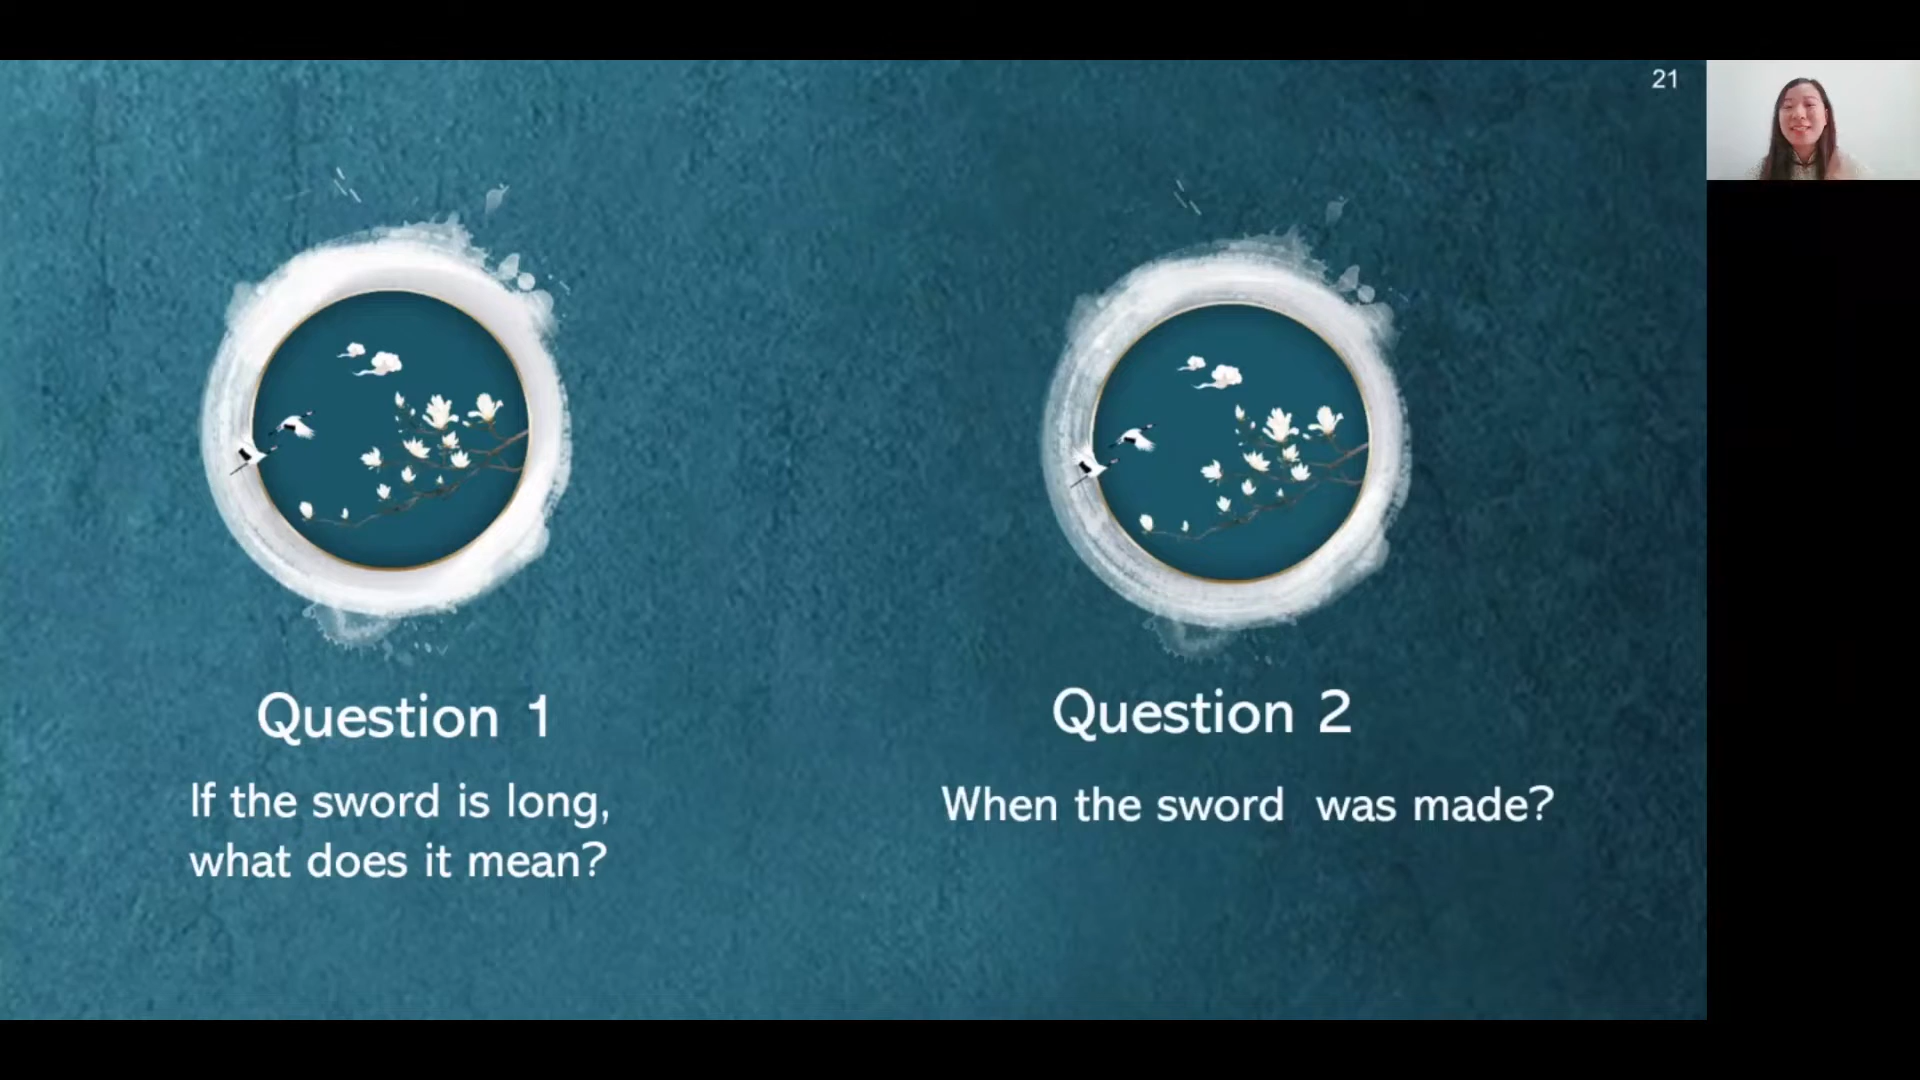 21
Question 1
If the sword is long,
what does it mean?
Question 2
When the sword was made?